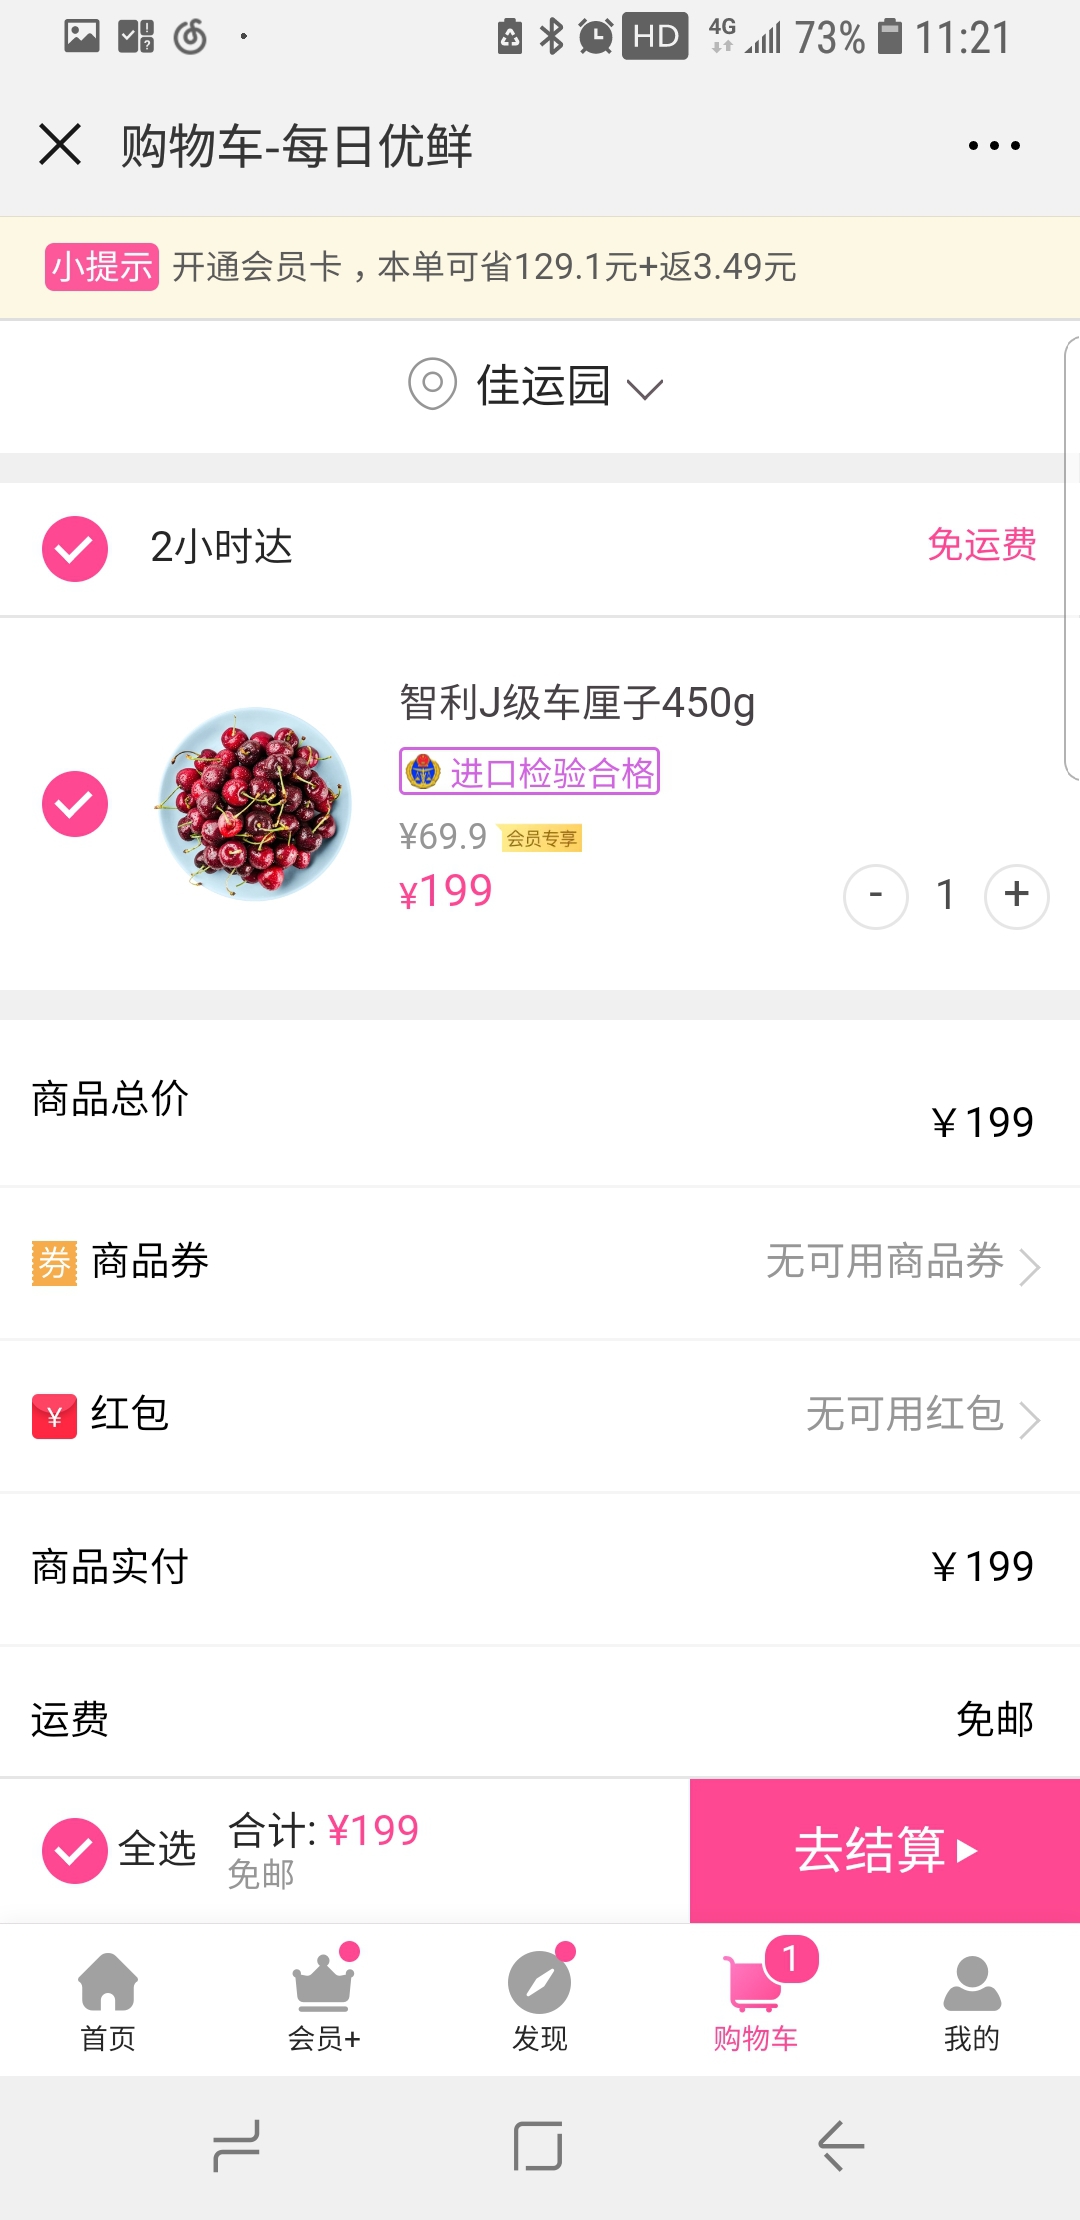 HD 4G 73% 11:21
购物车-每日优鲜
小提示 开通会员卡，本单可省129.1元+返3.49元
佳运园
2小时达 免运费
智利J级车厘子450g
进口检验合格
¥69.9 会员专享
¥199
- 1 +
商品总价
¥199
券 商品券 无可用商品券
¥ 红包 无可用红包
商品实付 ¥199
运费 免邮
全选 合计: ¥199
免邮
去结算
1
首页 会员+ 发现 购物车 我的